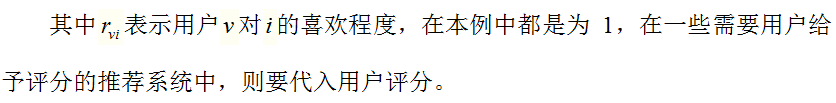 其中 r_vi 表示用户 v 对 i 的喜欢程度，在本例中都是为 1，在一些需要用户给
予评分的推荐系统中，则要代入用户评分。